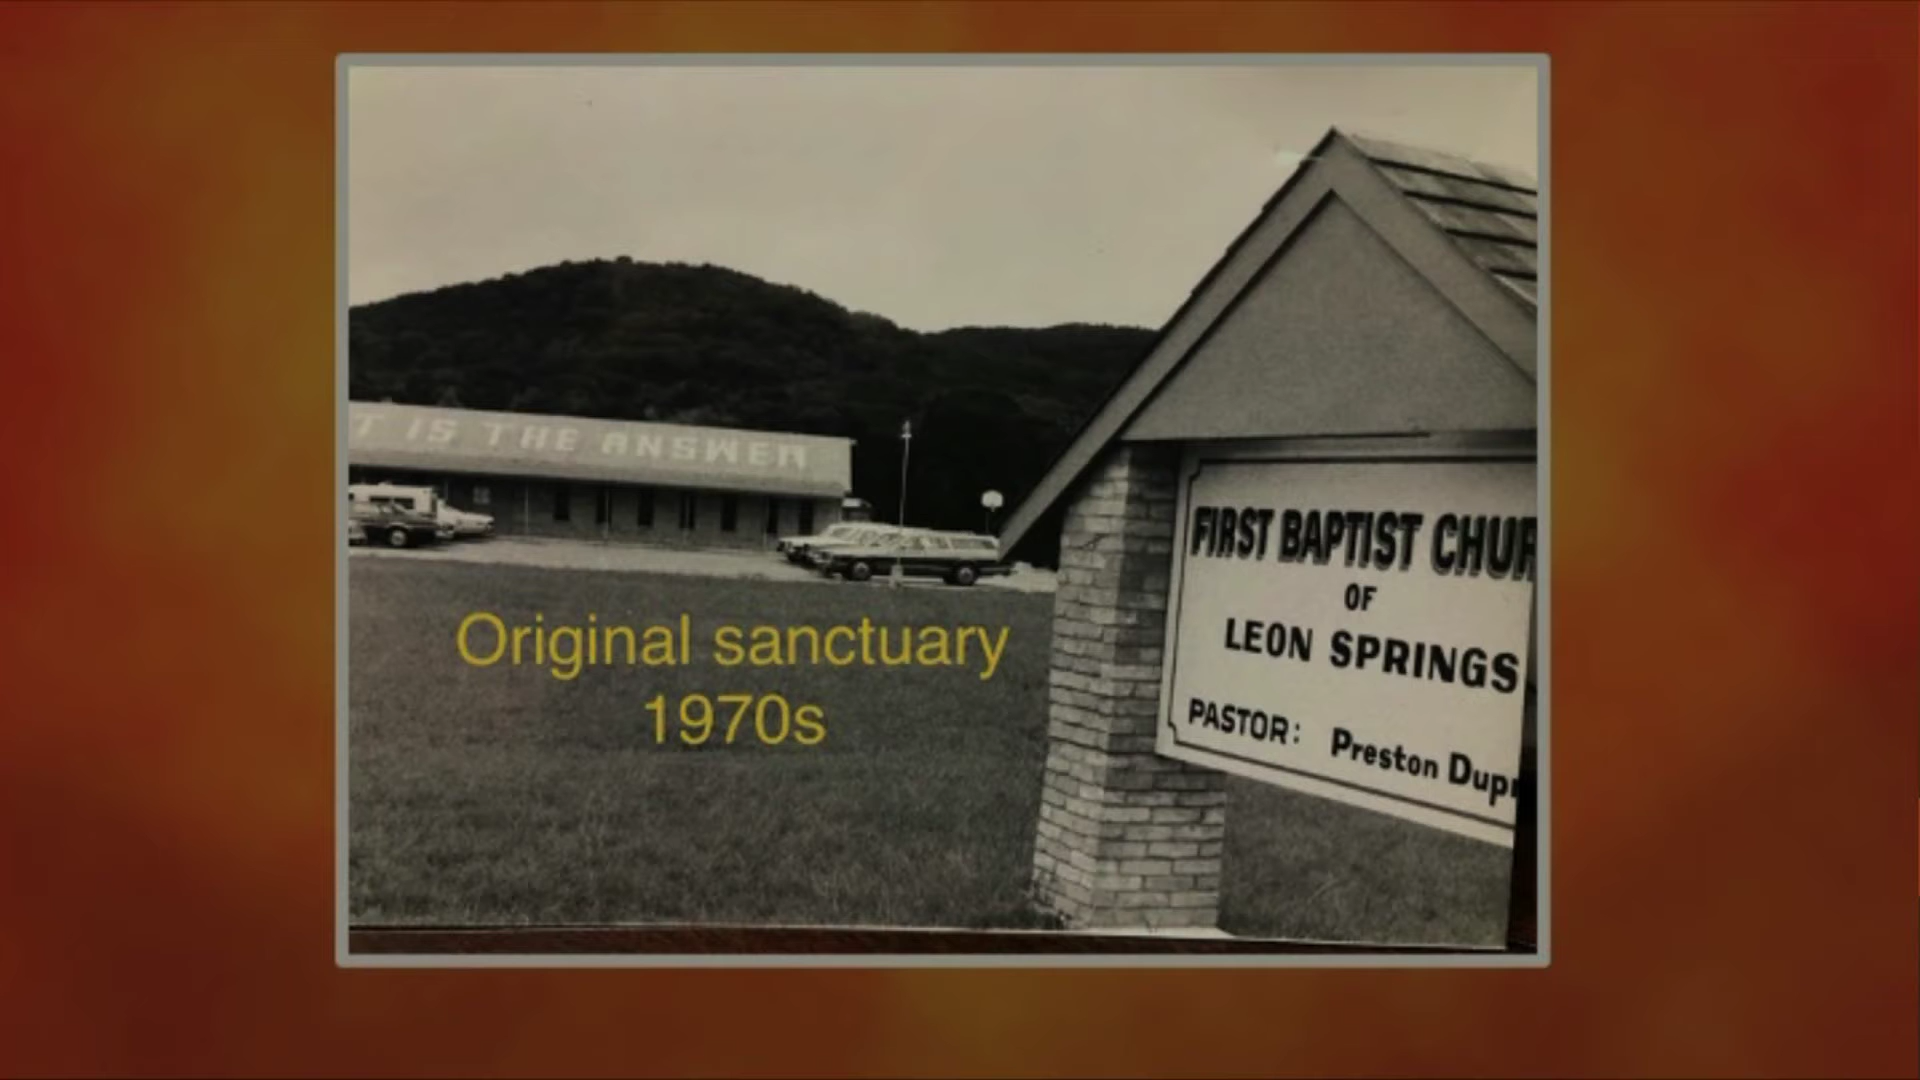 T IS THE ANSWER
Original sanctuary
1970s
FIRST BAPTIST CHUR
OF
LEON SPRINGS
PASTOR: Preston Dup